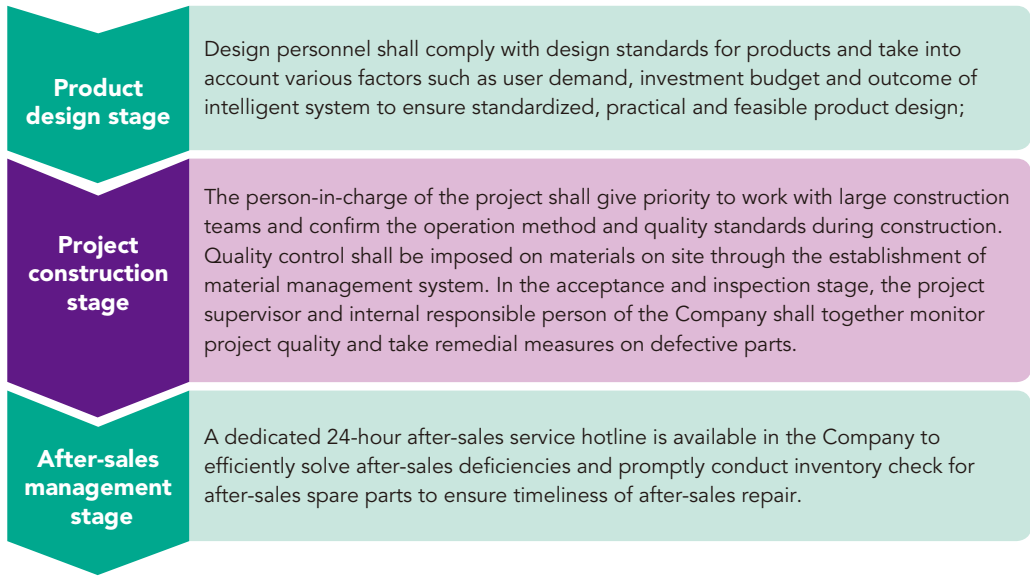 Product
design stage
Design personnel shall comply with design standards for products and take into
account various factors such as user demand, investment budget and outcome of
intelligent system to ensure standardized, practical and feasible product design;
Project
construction
stage
The person-in-charge of the project shall give priority to work with large construction
teams and confirm the operation method and quality standards during construction.
Quality control shall be imposed on materials on site through the establishment of
material management system. In the acceptance and inspection stage, the project
supervisor and internal responsible person of the Company shall together monitor
project quality and take remedial measures on defective parts.
After-sales
management
stage
A dedicated 24-hour after-sales service hotline is available in the Company to
efficiently solve after-sales deficiencies and promptly conduct inventory check for
after-sales spare parts to ensure timeliness of after-sales repair.